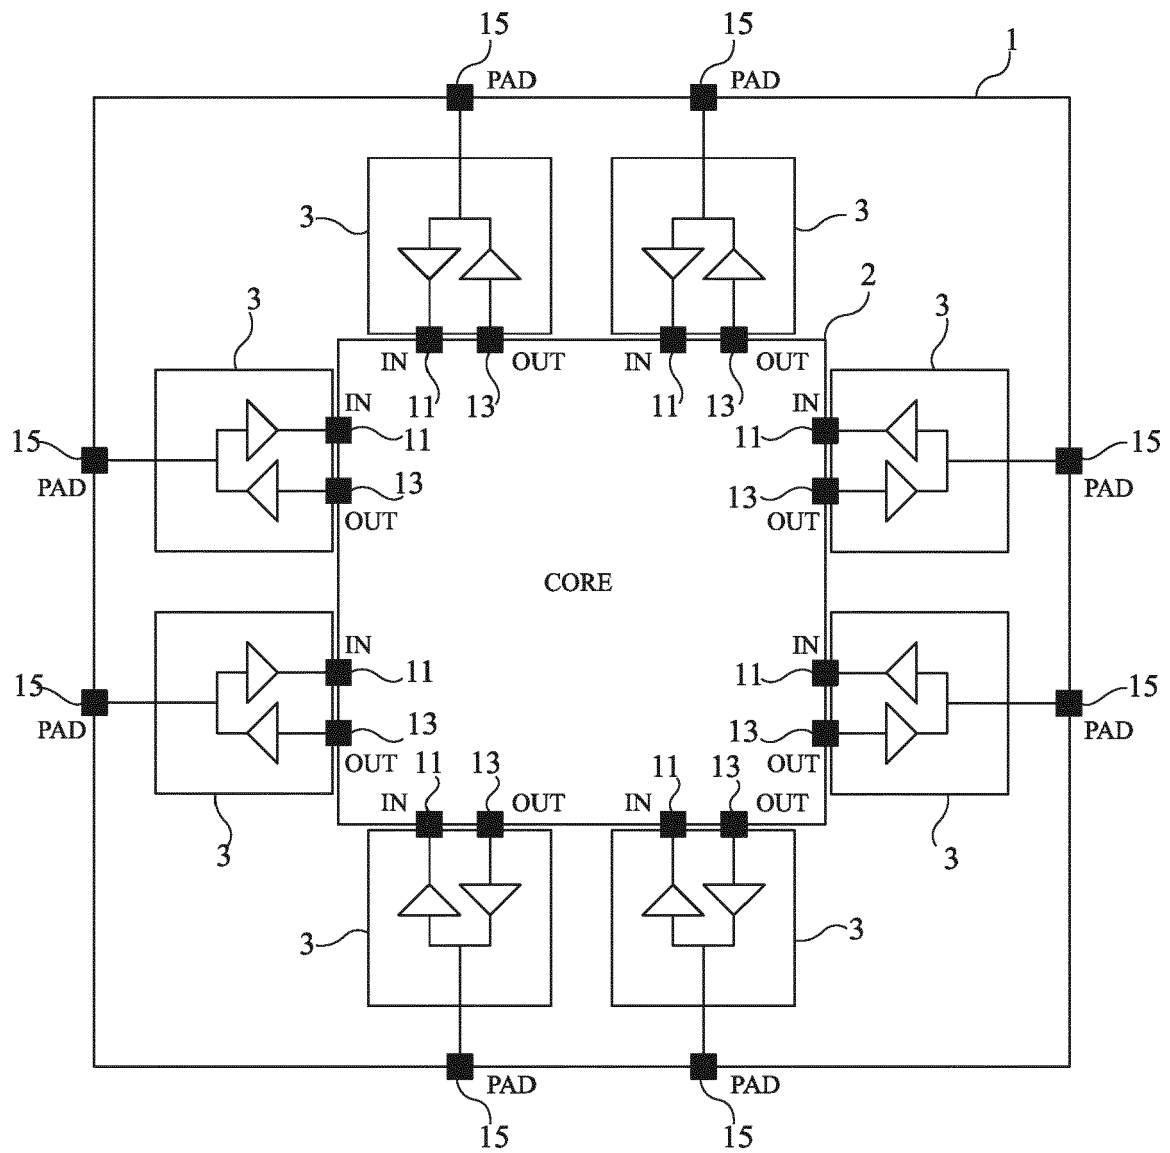 15 15 1
PAD PAD
3 3
2
3 3
IN OUT IN OUT
11 13 11 13
IN IN
15 11 11 15
PAD 13 13 PAD
OUT OUT
CORE
IN IN
15 11 11 15
PAD 13 13 PAD
OUT OUT
11 13 11 13
IN OUT IN OUT
3 3
3 3
PAD PAD
15 15